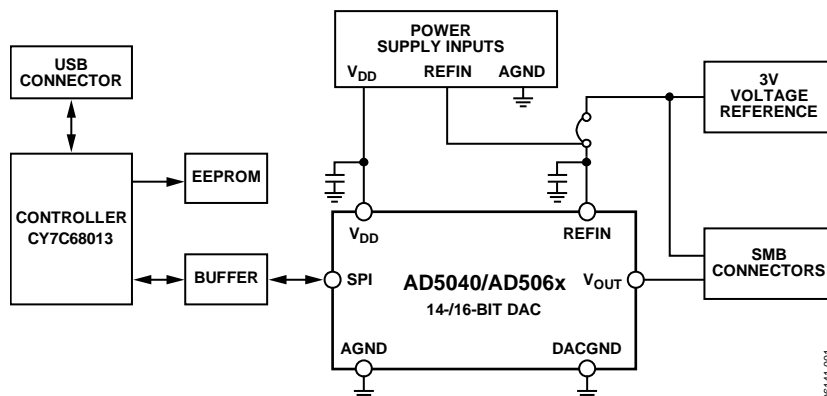 POWER
SUPPLY INPUTS
VDD REFIN AGND
USB
CONNECTOR
3V
VOLTAGE
REFERENCE
EEPROM
CONTROLLER
CY7C68013
BUFFER
VDD
REFIN
SPI
AD5040/AD506x
14-/16-BIT DAC
VOUT
AGND
DACGND
SMB
CONNECTORS